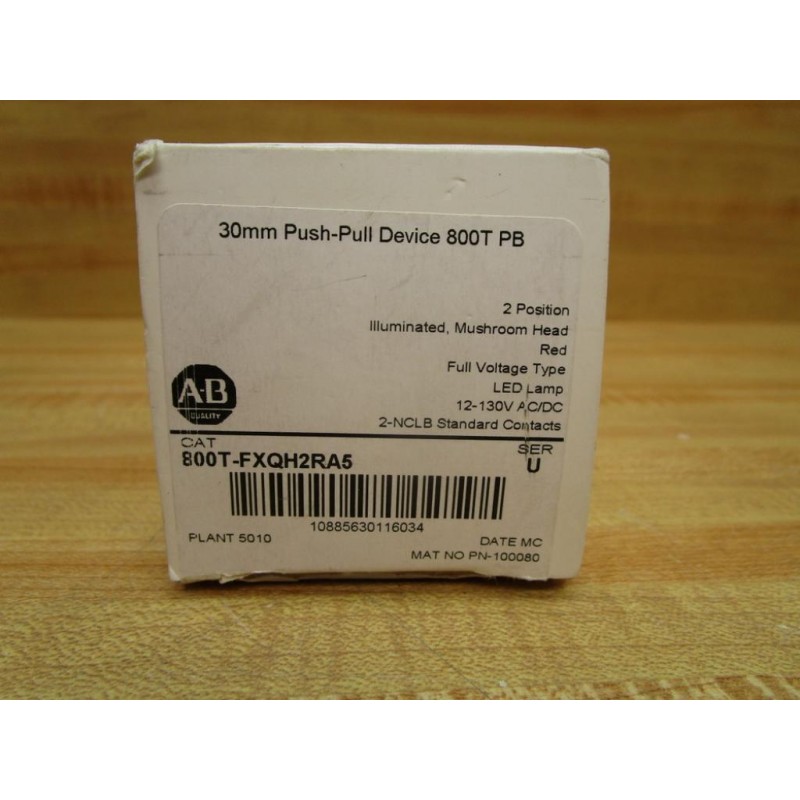 30mm Push-Pull Device 800T PB
2 Position
Illuminated, Mushroom Head
Red
Full Voltage Type
LED Lamp
12-130V AC/DC
2-NCLB Standard Contacts
A-B
QUALITY
CAT
SER
800T-FXQH2RA5
U
10885630116034
PLANT 5010
DATE MC
MAT NO PN-100080